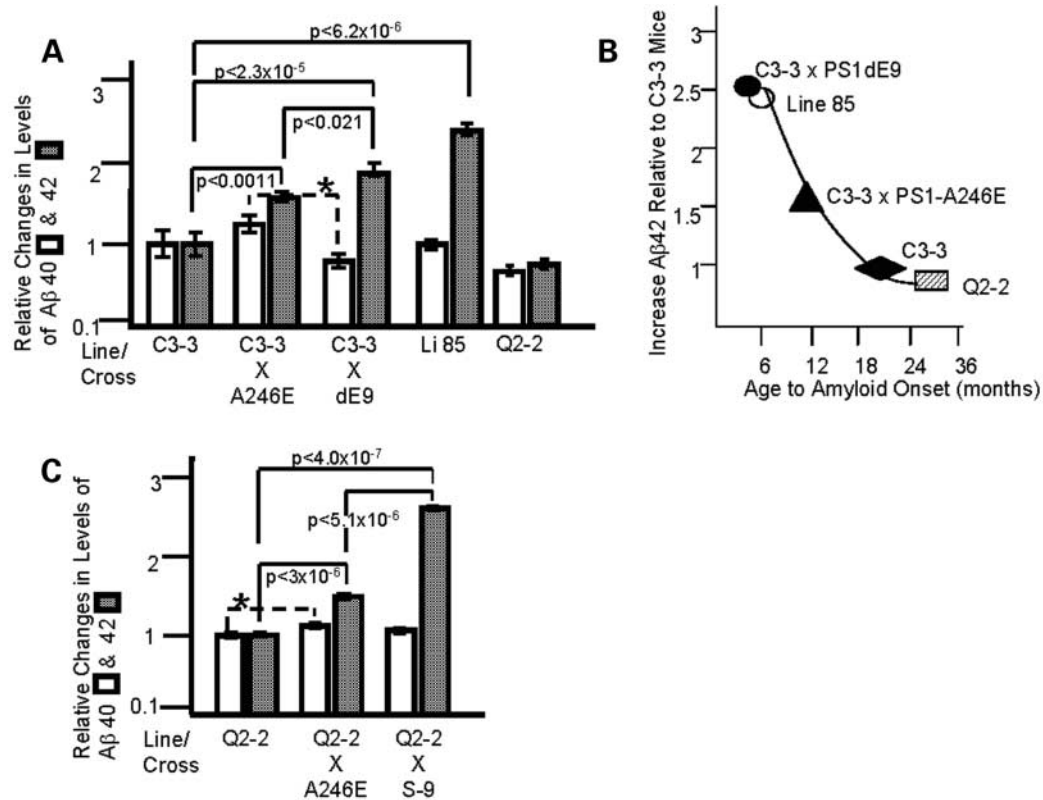 A
p<6.2x10-6
p<2.3x10-5
p<0.021
p<0.0011
*
3
2
1
0.1
Relative Changes in Levels
of Aβ 40 & 42
Line/
Cross
C3-3
C3-3
X
A246E
C3-3
X
dE9
Li 85
Q2-2
B
Increase Aβ42 Relative to C3-3 Mice
3
2.5
2
1.5
1
C3-3 x PS1dE9
Line 85
C3-3 x PS1-A246E
C3-3
Q2-2
6 12 18 24 36
Age to Amyloid Onset (months)
C
p<4.0x10-7
p<5.1x10-6
p<3x10-6
*
3
2
1
0.1
Relative Changes in Levels of
Aβ 40 & 42
Line/
Cross
Q2-2
Q2-2
X
A246E
Q2-2
X
S-9